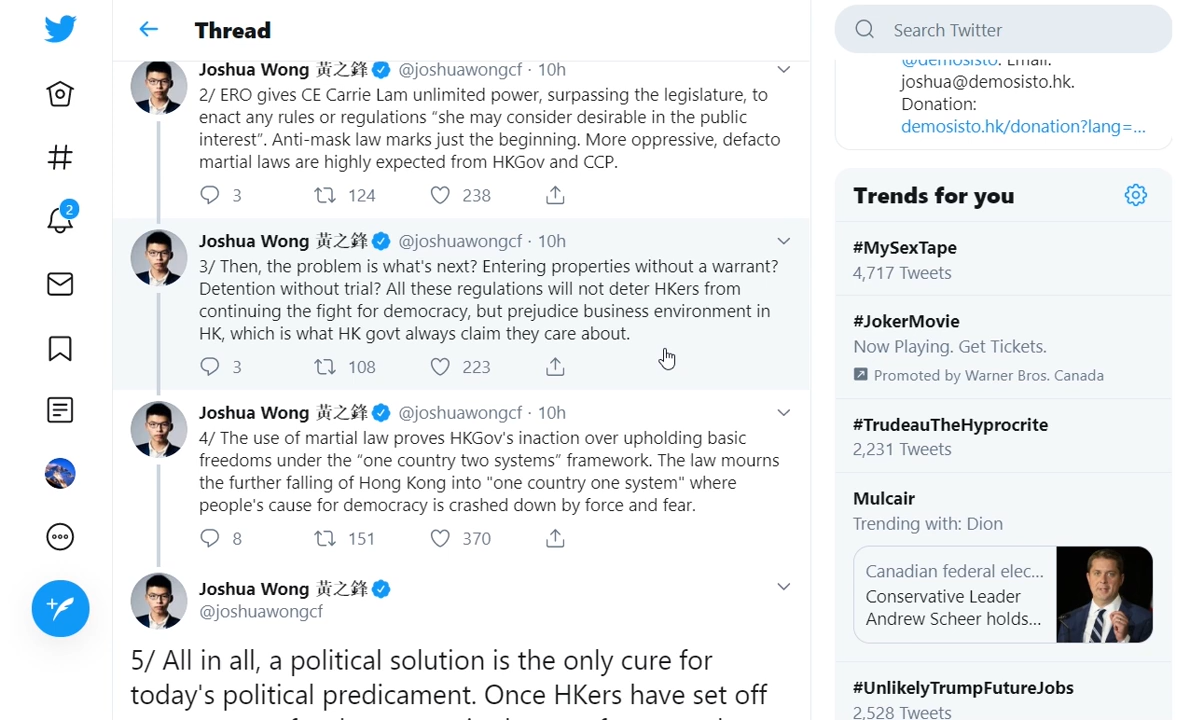 Thread
Search Twitter
Joshua Wong 黃之鋒 @joshuawongcf · 10h
2/ ERO gives CE Carrie Lam unlimited power, surpassing the legislature, to
enact any rules or regulations “she may consider desirable in the public
interest”. Anti-mask law marks just the beginning. More oppressive, defacto
martial laws are highly expected from HKGov and CCP.
3 124 238
Joshua Wong 黃之鋒 @joshuawongcf · 10h
3/ Then, the problem is what's next? Entering properties without a warrant?
Detention without trial? All these regulations will not deter HKers from
continuing the fight for democracy, but prejudice business environment in
HK, which is what HK govt always claim they care about.
3 108 223
Joshua Wong 黃之鋒 @joshuawongcf · 10h
4/ The use of martial law proves HKGov's inaction over upholding basic
freedoms under the “one country two systems” framework. The law mourns
the further falling of Hong Kong into "one country one system" where
people's cause for democracy is crashed down by force and fear.
8 151 370
Joshua Wong 黃之鋒
@joshuawongcf
5/ All in all, a political solution is the only cure for
today's political predicament. Once HKers have set off
2
@demosisto. Email:
joshua@demosisto.hk.
Donation:
demosisto.hk/donation?lang=...
Trends for you
#MySexTape
4,717 Tweets
#JokerMovie
Now Playing. Get Tickets.
Promoted by Warner Bros. Canada
#TrudeauTheHyprocrite
2,231 Tweets
Mulcair
Trending with: Dion
Canadian federal elec...
Conservative Leader
Andrew Scheer holds...
#UnlikelyTrumpFutureJobs
2,528 Tweets